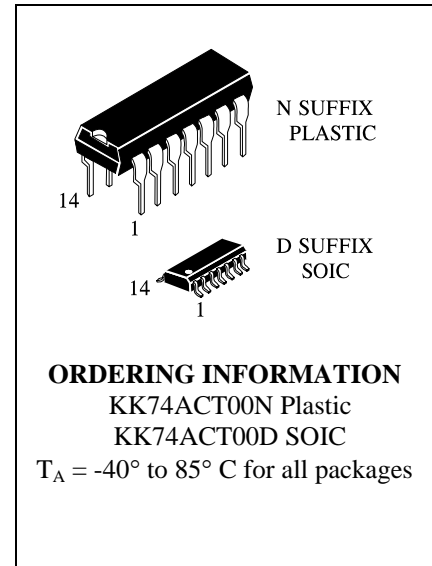 N SUFFIX
PLASTIC
14
1
D SUFFIX
SOIC
14
1
ORDERING INFORMATION
KK74ACT00N Plastic
KK74ACT00D SOIC
T_A = -40° to 85° C for all packages